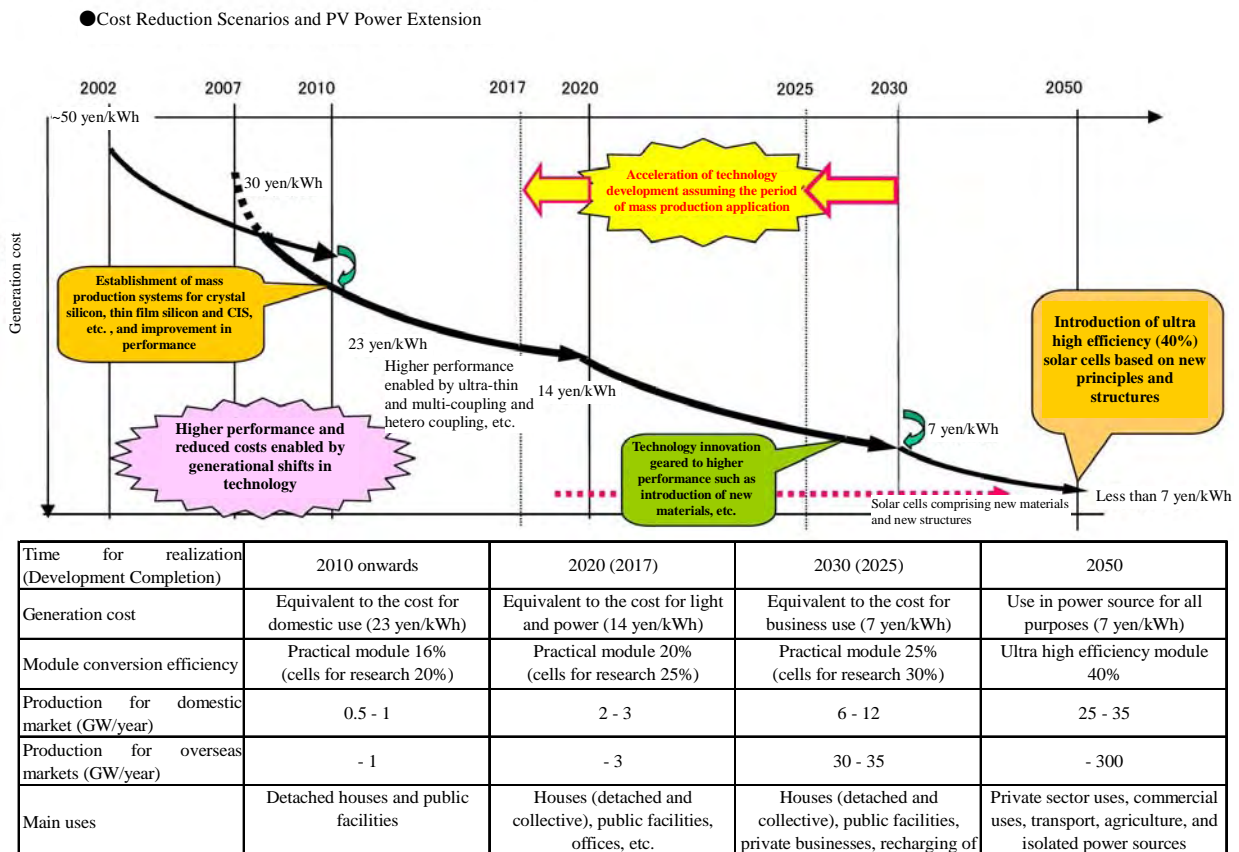 ●Cost Reduction Scenarios and PV Power Extension
2002
2007
2010
2017
2020
2025
2030
2050
~50 yen/kWh
30 yen/kWh
Acceleration of technology
development assuming the period
of mass production application
Generation cost
Establishment of mass
production systems for crystal
silicon, thin film silicon and CIS,
etc. , and improvement in
performance
23 yen/kWh
Higher performance
enabled by ultra-thin
and multi-coupling and
hetero coupling, etc.
14 yen/kWh
Introduction of ultra
high efficiency (40%)
solar cells based on new
principles and
structures
Higher performance and
reduced costs enabled by
generational shifts in
technology
Technology innovation
geared to higher
performance such as
introduction of new
materials, etc.
7 yen/kWh
Less than 7 yen/kWh
Solar cells comprising new materials
and new structures
Time for realization
(Development Completion)
2010 onwards
2020 (2017)
2030 (2025)
2050
Generation cost
Equivalent to the cost for
domestic use (23 yen/kWh)
Equivalent to the cost for light
and power (14 yen/kWh)
Equivalent to the cost for
business use (7 yen/kWh)
Use in power source for all
purposes (7 yen/kWh)
Module conversion efficiency
Practical module 16%
(cells for research 20%)
Practical module 20%
(cells for research 25%)
Practical module 25%
(cells for research 30%)
Ultra high efficiency module
40%
Production for domestic
market (GW/year)
0.5 - 1
2 - 3
6 - 12
25 - 35
Production for overseas
markets (GW/year)
- 1
- 3
30 - 35
- 300
Main uses
Detached houses and public
facilities
Houses (detached and
collective), public facilities,
offices, etc.
Houses (detached and
collective), public facilities,
private businesses, recharging of
Private sector uses, commercial
uses, transport, agriculture, and
isolated power sources